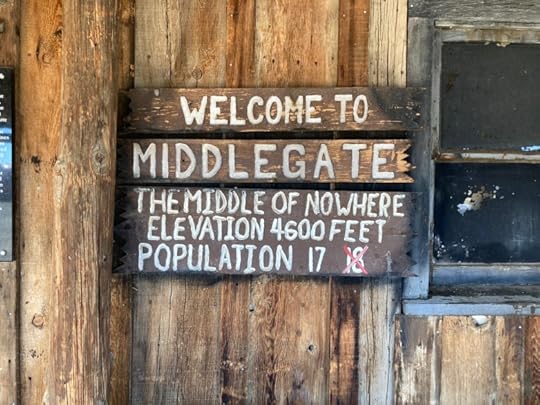 WELCOME TO
MIDDLEGATE
THE MIDDLE OF NOWHERE
ELEVATION 4600 FEET
POPULATION 17 18